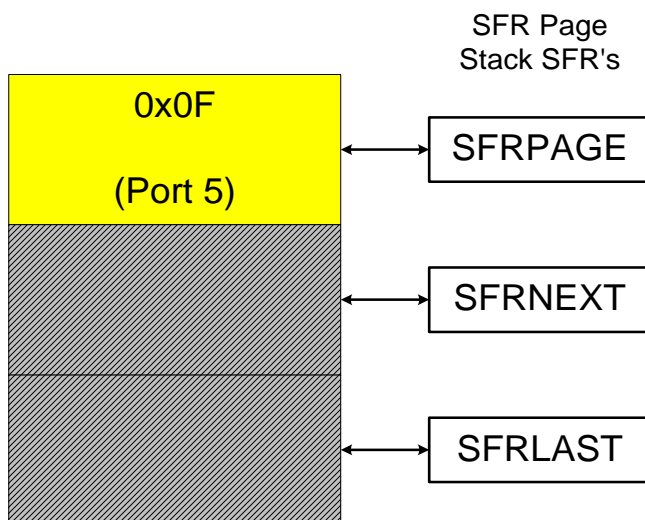 SFR Page
Stack SFR's
0x0F
(Port 5)
SFRPAGE
SFRNEXT
SFRLAST